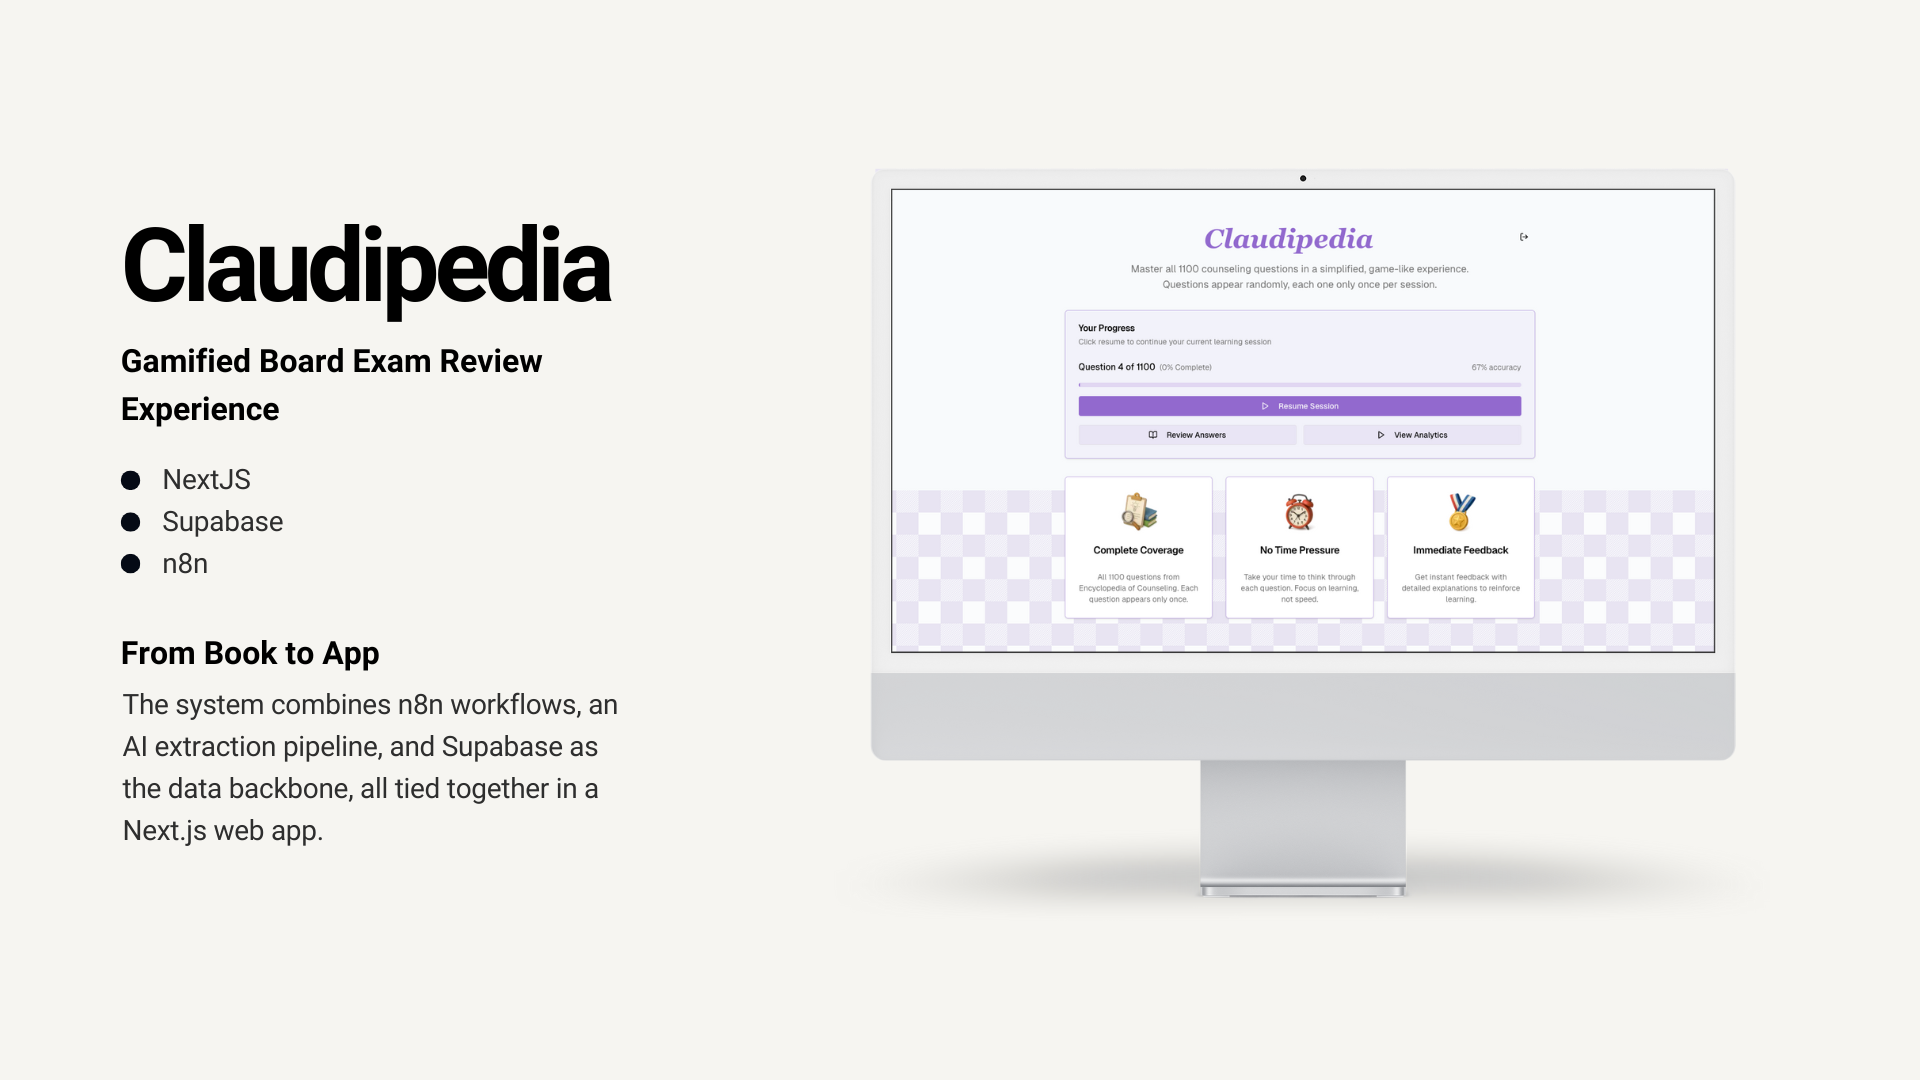 Claudipedia
Gamified Board Exam Review
Experience
NextJS
Supabase
n8n
From Book to App
The system combines n8n workflows, an
AI extraction pipeline, and Supabase as
the data backbone, all tied together in a
Next.js web app.
Claudipedia
Master all 1100 counseling questions in a simplified, game-like experience.
Questions appear randomly, each one only once per session.
Your Progress
Click resume to continue your current learning session
Question 4 of 1100 (0% Complete) 67% accuracy
Resume Session
Review Answers View Analytics
Complete Coverage
All 1100 questions from
Encyclopedia of Counseling. Each
question appears only once.
No Time Pressure
Take your time to think through
each question. Focus on learning,
not speed.
Immediate Feedback
Get instant feedback with
detailed explanations to reinforce
learning.